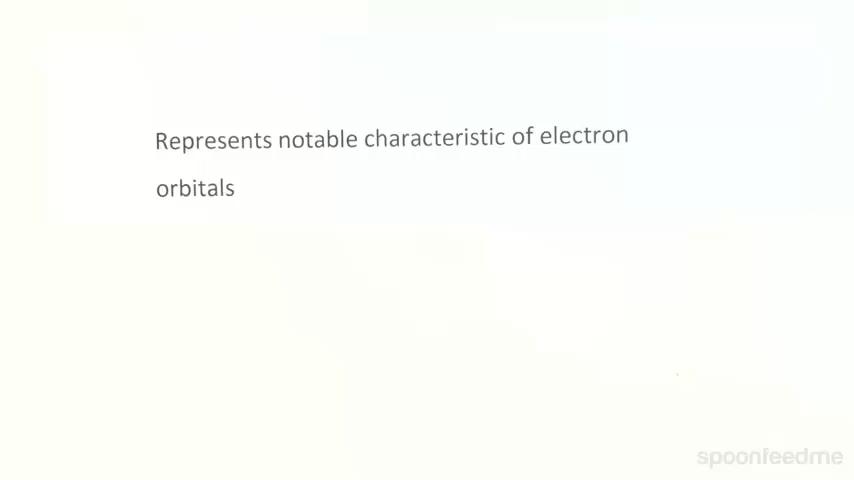 Represents notable characteristic of electron
orbitals
spoonfeedme